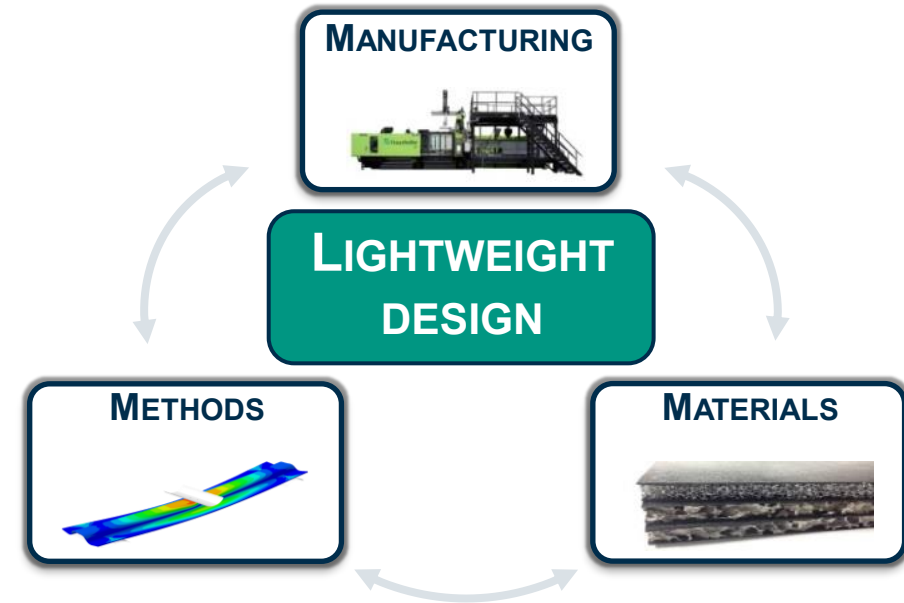 MANUFACTURING
LIGHTWEIGHT
DESIGN
METHODS
MATERIALS